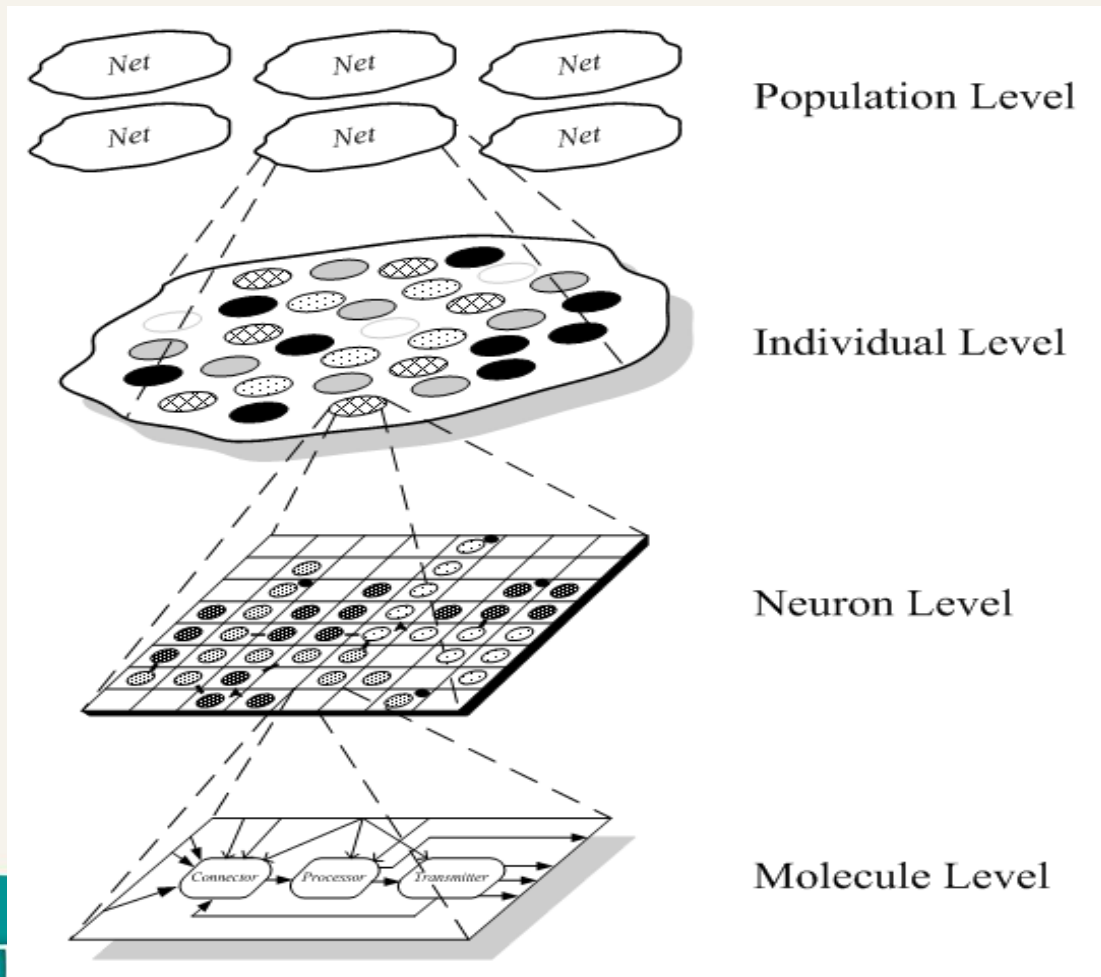 Net
Net
Net
Population Level
Net
Net
Net
Individual Level
Neuron Level
Connector
Processor
Transmitter
Molecule Level